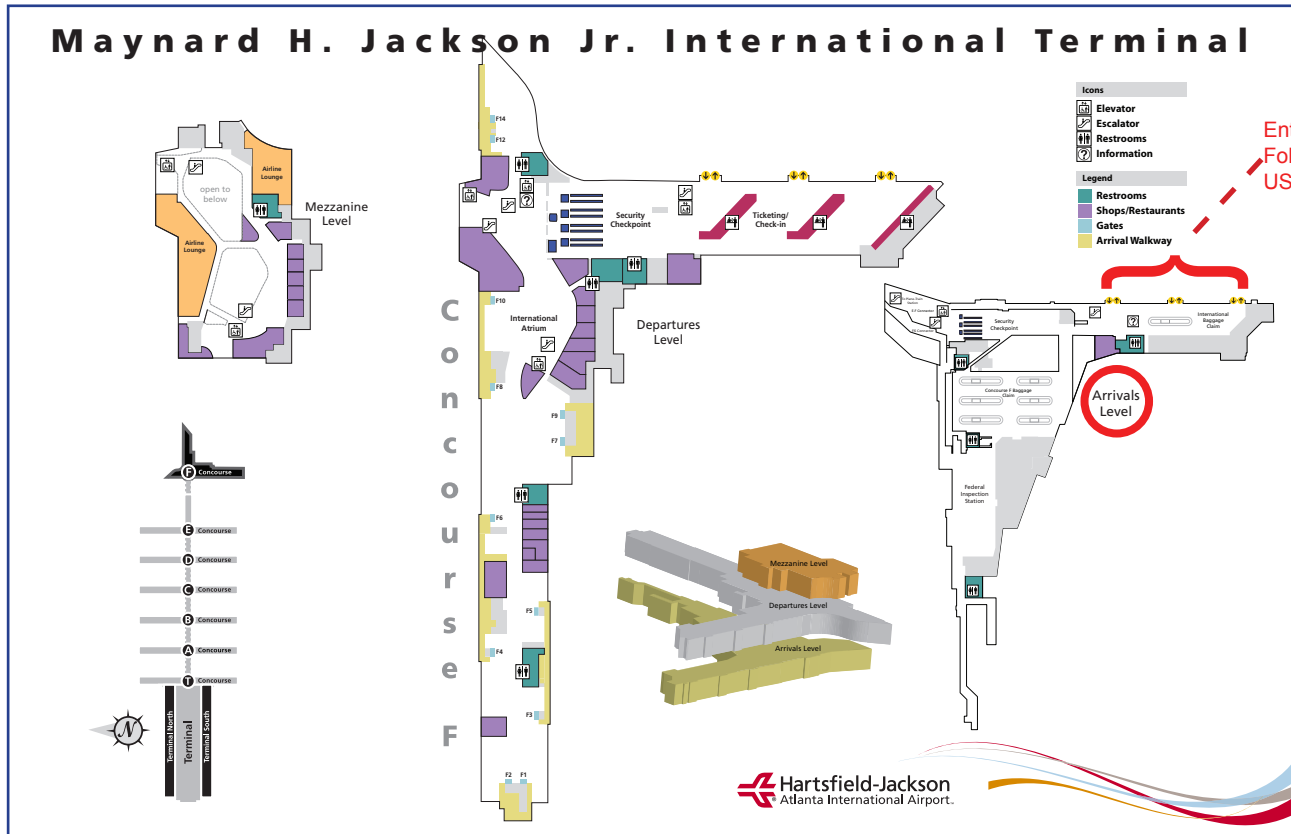 Maynard H. Jackson Jr. International Terminal
Icons
Elevator
Escalator
Restrooms
? Information
Legend
Restrooms
Shops/Restaurants
Gates
Arrival Walkway
Airline
Lounge
open to
below
Airline
Lounge
Mezzanine
Level
F14
F12
?
Security
Checkpoint
Ticketing/
Check-in
F10
International
Atrium
Departures
Level
F8
F9
F7
F6
F5
F4
F3
F2 F1
Concourse F
Security
Checkpoint
?
International
Baggage
Claim
Concourse F Baggage
Claim
Arrivals
Level
Federal
Inspection
Station
F Concourse
E Concourse
D Concourse
C Concourse
B Concourse
A Concourse
T Concourse
N
Terminal North
Terminal
Terminal South
Mezzanine Level
Departures Level
Arrivals Level
Hartsfield-Jackson
Atlanta International Airport